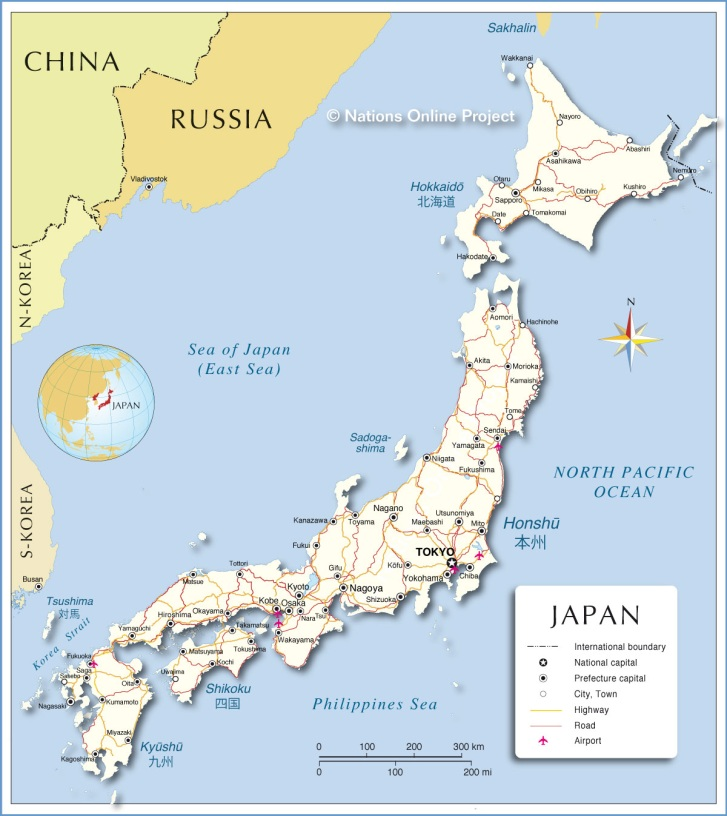 Sakhalin
CHINA
RUSSIA
© Nations Online Project
Wakkanai
Nayoro
Abashiri
Asahikawa
Nemuro
Otaru
Mikasa
Obihiro
Kushiro
Sapporo
Hokkaidō
北海道
Date
Tomakomai
Vladivostok
Hakodate
N-KOREA
Aomori
Hachinohe
N
Sea of Japan
(East Sea)
Akita
Morioka
Kamaishi
JAPAN
Tome
Sendai
Sadoga-
shima
Yamagata
Niigata
Fukushima
NORTH PACIFIC
OCEAN
S-KOREA
Kanazawa
Toyama
Nagano
Utsunomiya
Maebashi
Mito
Honshū
本州
Fukui
TOKYO
Tottori
Gifu
Kōfu
Yokohama
Chiba
Busan
Matsue
Kyoto
Nagoya
Shizuoka
Tsushima
対馬
Kobe
Osaka
Okayama
Hiroshima
Nara
Tsu
Korea Strait
Yamaguchi
Takamatsu
Wakayama
Tokushima
Matsuyama
Kochi
Fukuoka
Saga
Sasebo
Oita
Uwajima
Shikoku
四国
Nagasaki
Kumamoto
Philippines Sea
Miyazaki
Kagoshima
Kyūshū
九州
0 100 200 300 km
0 100 200 mi
JAPAN
International boundary
National capital
Prefecture capital
City, Town
Highway
Road
Airport